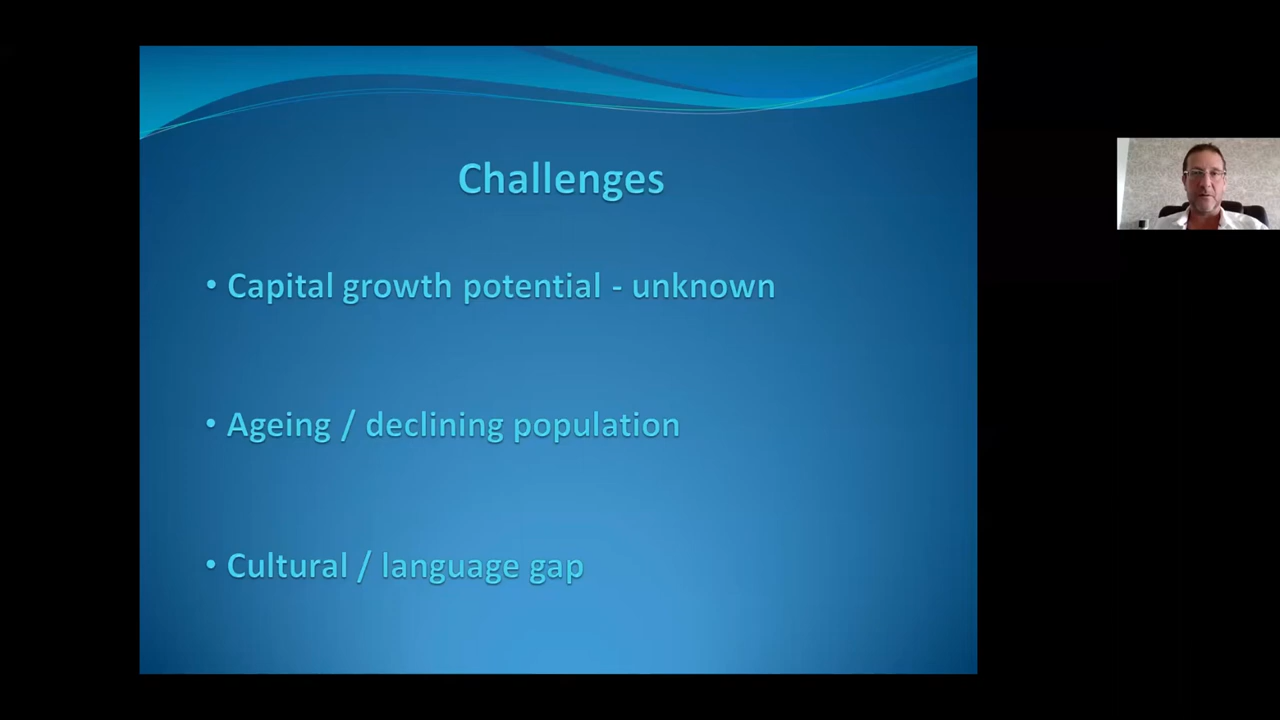 Challenges
• Capital growth potential - unknown
• Ageing / declining population
• Cultural / language gap